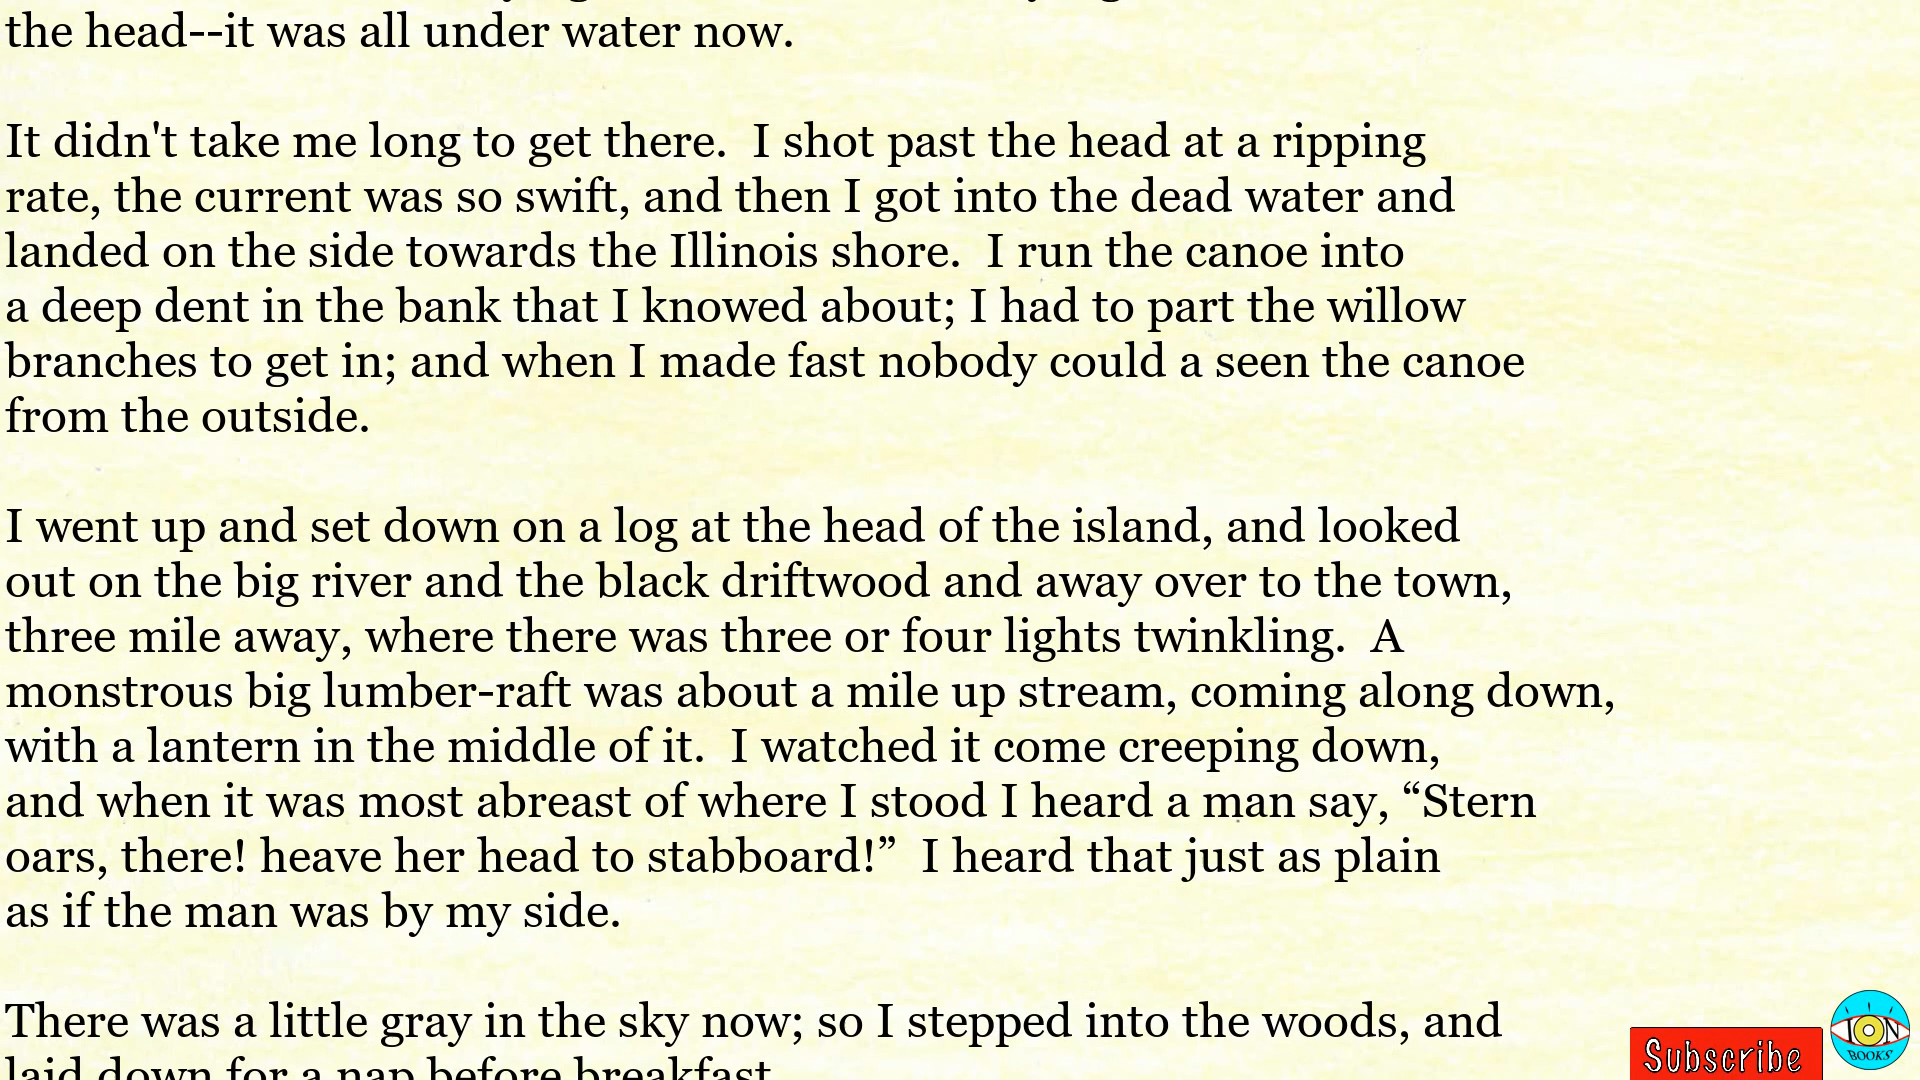 the head--it was all under water now.
It didn't take me long to get there.  I shot past the head at a ripping
rate, the current was so swift, and then I got into the dead water and
landed on the side towards the Illinois shore.  I run the canoe into
a deep dent in the bank that I knowed about; I had to part the willow
branches to get in; and when I made fast nobody could a seen the canoe
from the outside.
I went up and set down on a log at the head of the island, and looked
out on the big river and the black driftwood and away over to the town,
three mile away, where there was three or four lights twinkling.  A
monstrous big lumber-raft was about a mile up stream, coming along down,
with a lantern in the middle of it.  I watched it come creeping down,
and when it was most abreast of where I stood I heard a man say, “Stern
oars, there! heave her head to stabboard!”  I heard that just as plain
as if the man was by my side.
There was a little gray in the sky now; so I stepped into the woods, and
laid down for a nap before breakfast.
Subscribe
ION
BOOKS